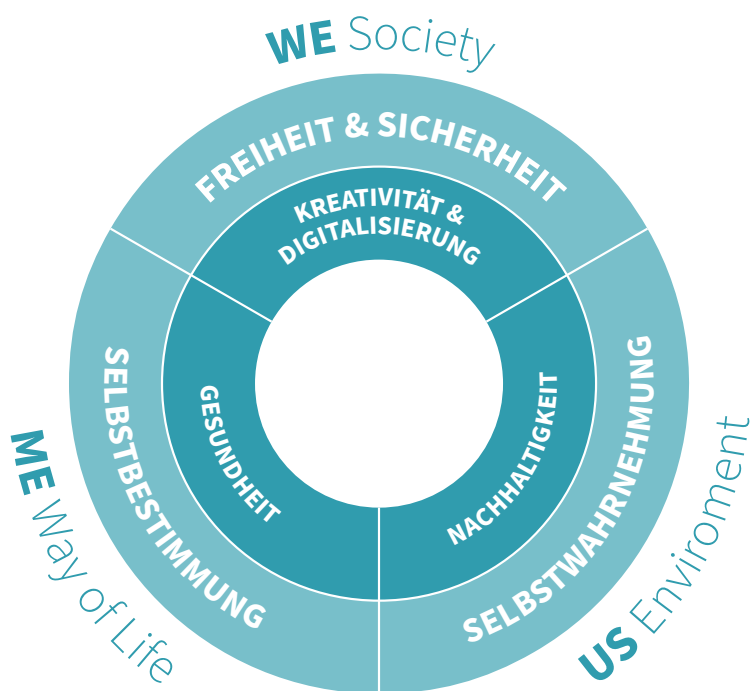 WE Society
FREIHEIT & SICHERHEIT
KREATIVITÄT &
DIGITALISIERUNG
ME Way of Life
SELBSTBESTIMMUNG
GESUNDHEIT
NACHHALTIGKEIT
SELBSTWAHRNEHMUNG
US Enviroment